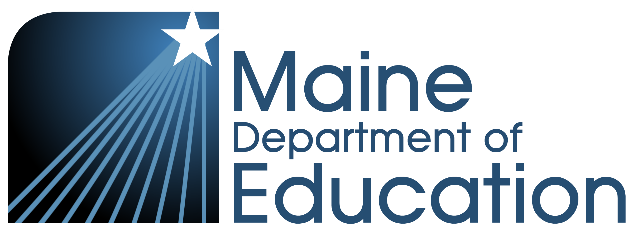 Maine
Department of
Education